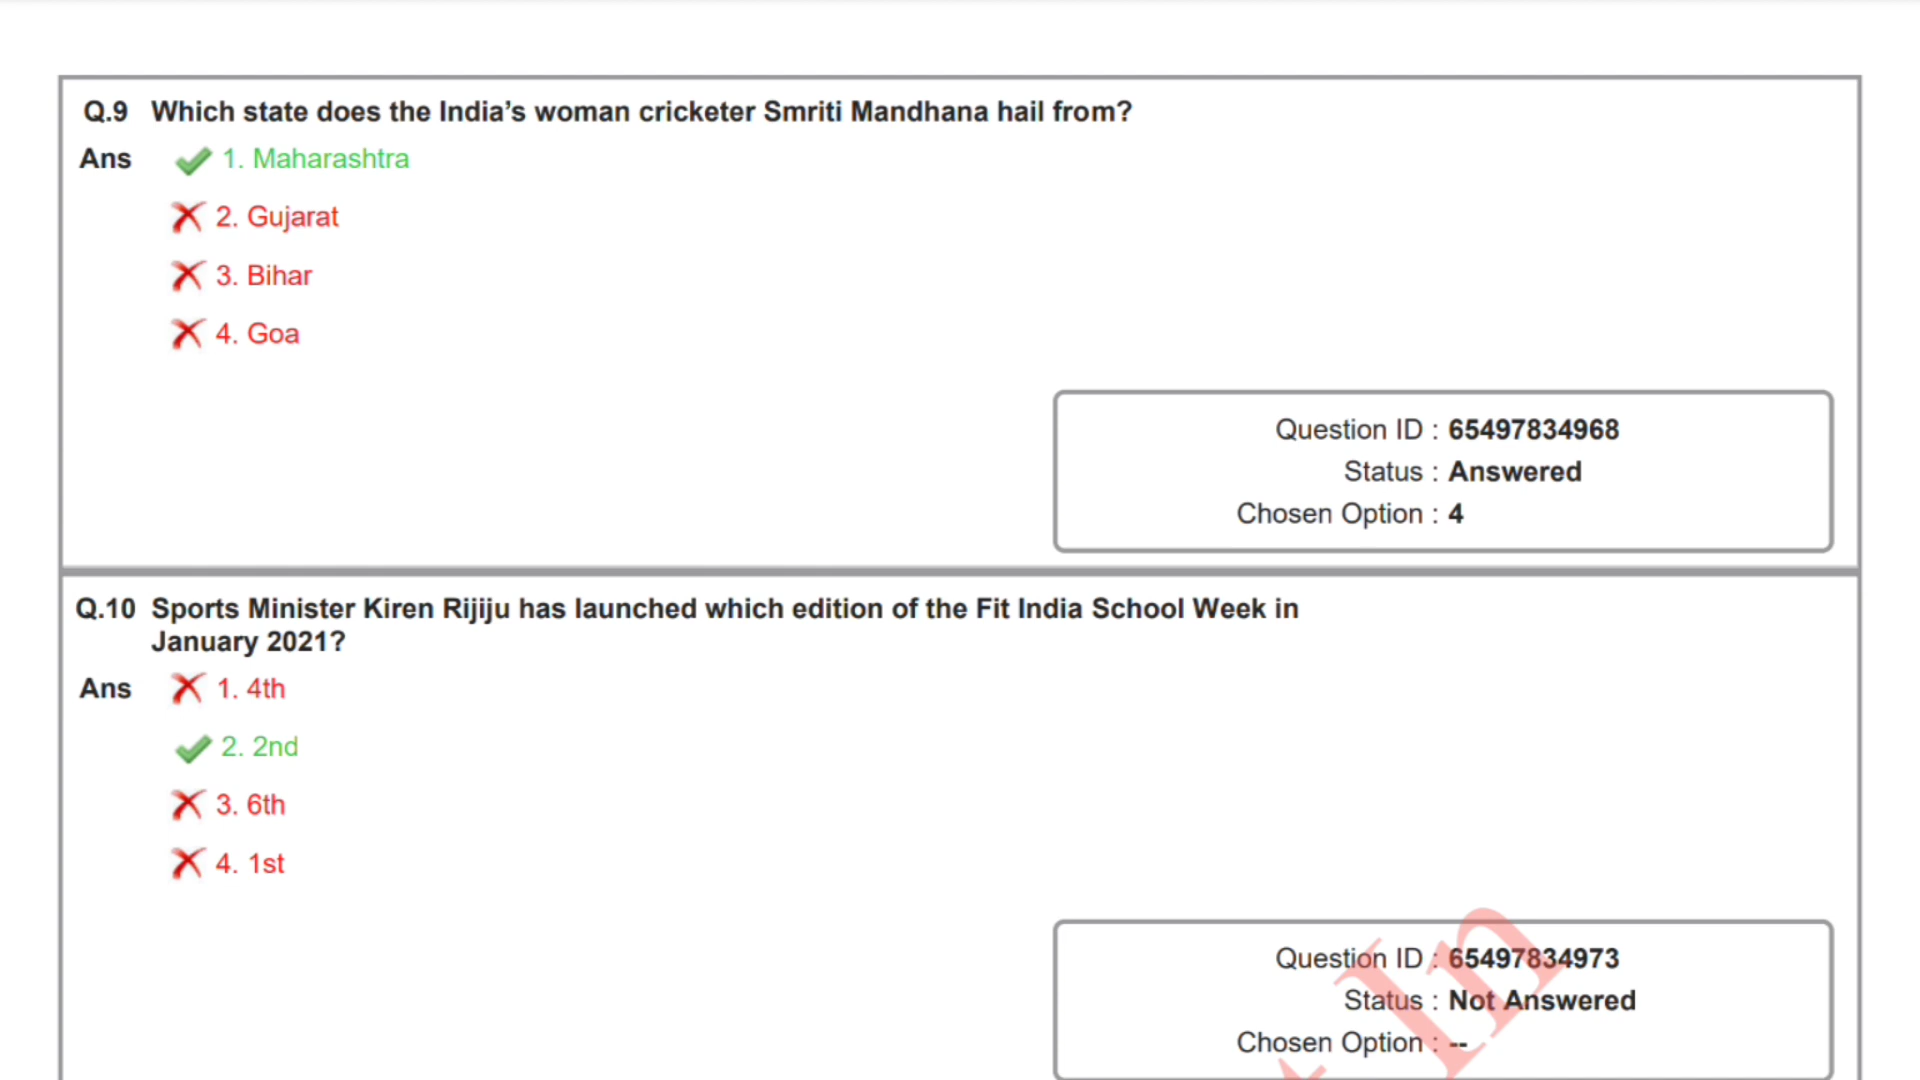 Q.9 Which state does the India’s woman cricketer Smriti Mandhana hail from?
Ans 1. Maharashtra
2. Gujarat
3. Bihar
4. Goa
Question ID : 65497834968
Status : Answered
Chosen Option : 4
Q.10 Sports Minister Kiren Rijiju has launched which edition of the Fit India School Week in
January 2021?
Ans 1. 4th
2. 2nd
3. 6th
4. 1st
Question ID : 65497834973
Status : Not Answered
Chosen Option : --
In